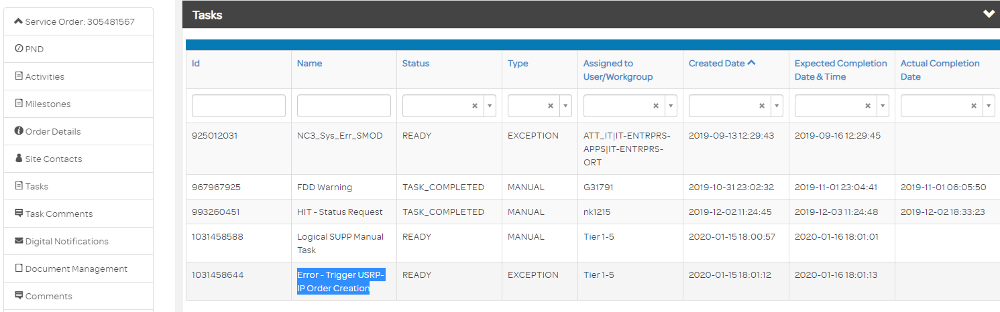 Service Order: 305481567
PND
Activities
Milestones
Order Details
Site Contacts
Tasks
Task Comments
Digital Notifications
Document Management
Comments
Tasks
Id Name Status Type Assigned to User/Workgroup Created Date Expected Completion Date & Time Actual Completion Date
925012031 NC3_Sys_Err_SMOD READY EXCEPTION ATT_IT|IT-ENTRPRS-APPS|IT-ENTRPRS-ORT 2019-09-13 12:29:43 2019-09-16 12:29:45
967967925 FDD Warning TASK_COMPLETED MANUAL G31791 2019-10-31 23:02:32 2019-11-01 23:04:41 2019-11-01 06:05:50
993260451 HIT - Status Request TASK_COMPLETED MANUAL nk1215 2019-12-02 11:24:45 2019-12-03 11:24:48 2019-12-02 18:33:23
1031458588 Logical SUPP Manual Task READY MANUAL Tier 1-5 2020-01-15 18:00:57 2020-01-16 18:01:01
1031458644 Error - Trigger USRP-IP Order Creation READY EXCEPTION Tier 1-5 2020-01-15 18:01:12 2020-01-16 18:01:13